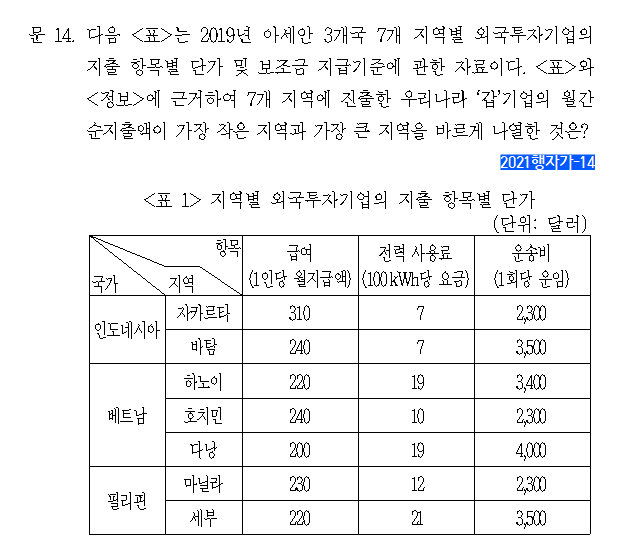 문 14. 다음 <표>는 2019년 아세안 3개국 7개 지역별 외국투자기업의
지출 항목별 단가 및 보조금 지급기준에 관한 자료이다. <표>와
<정보>에 근거하여 7개 지역에 진출한 우리나라 ‘갑’기업의 월간
순지출액이 가장 작은 지역과 가장 큰 지역을 바르게 나열한 것은?
2021행자가-14
<표 1> 지역별 외국투자기업의 지출 항목별 단가
(단위: 달러)
항목 급여 전력 사용료 운송비
국가 지역 (1인당 월지급액) (100kWh당 요금) (1회당 운임)
인도네시아 자카르타 310 7 2,300
바탐 240 7 3,500
베트남 하노이 220 19 3,400
호치민 240 10 2,300
다낭 200 19 4,000
필리핀 마닐라 230 12 2,300
세부 220 21 3,500